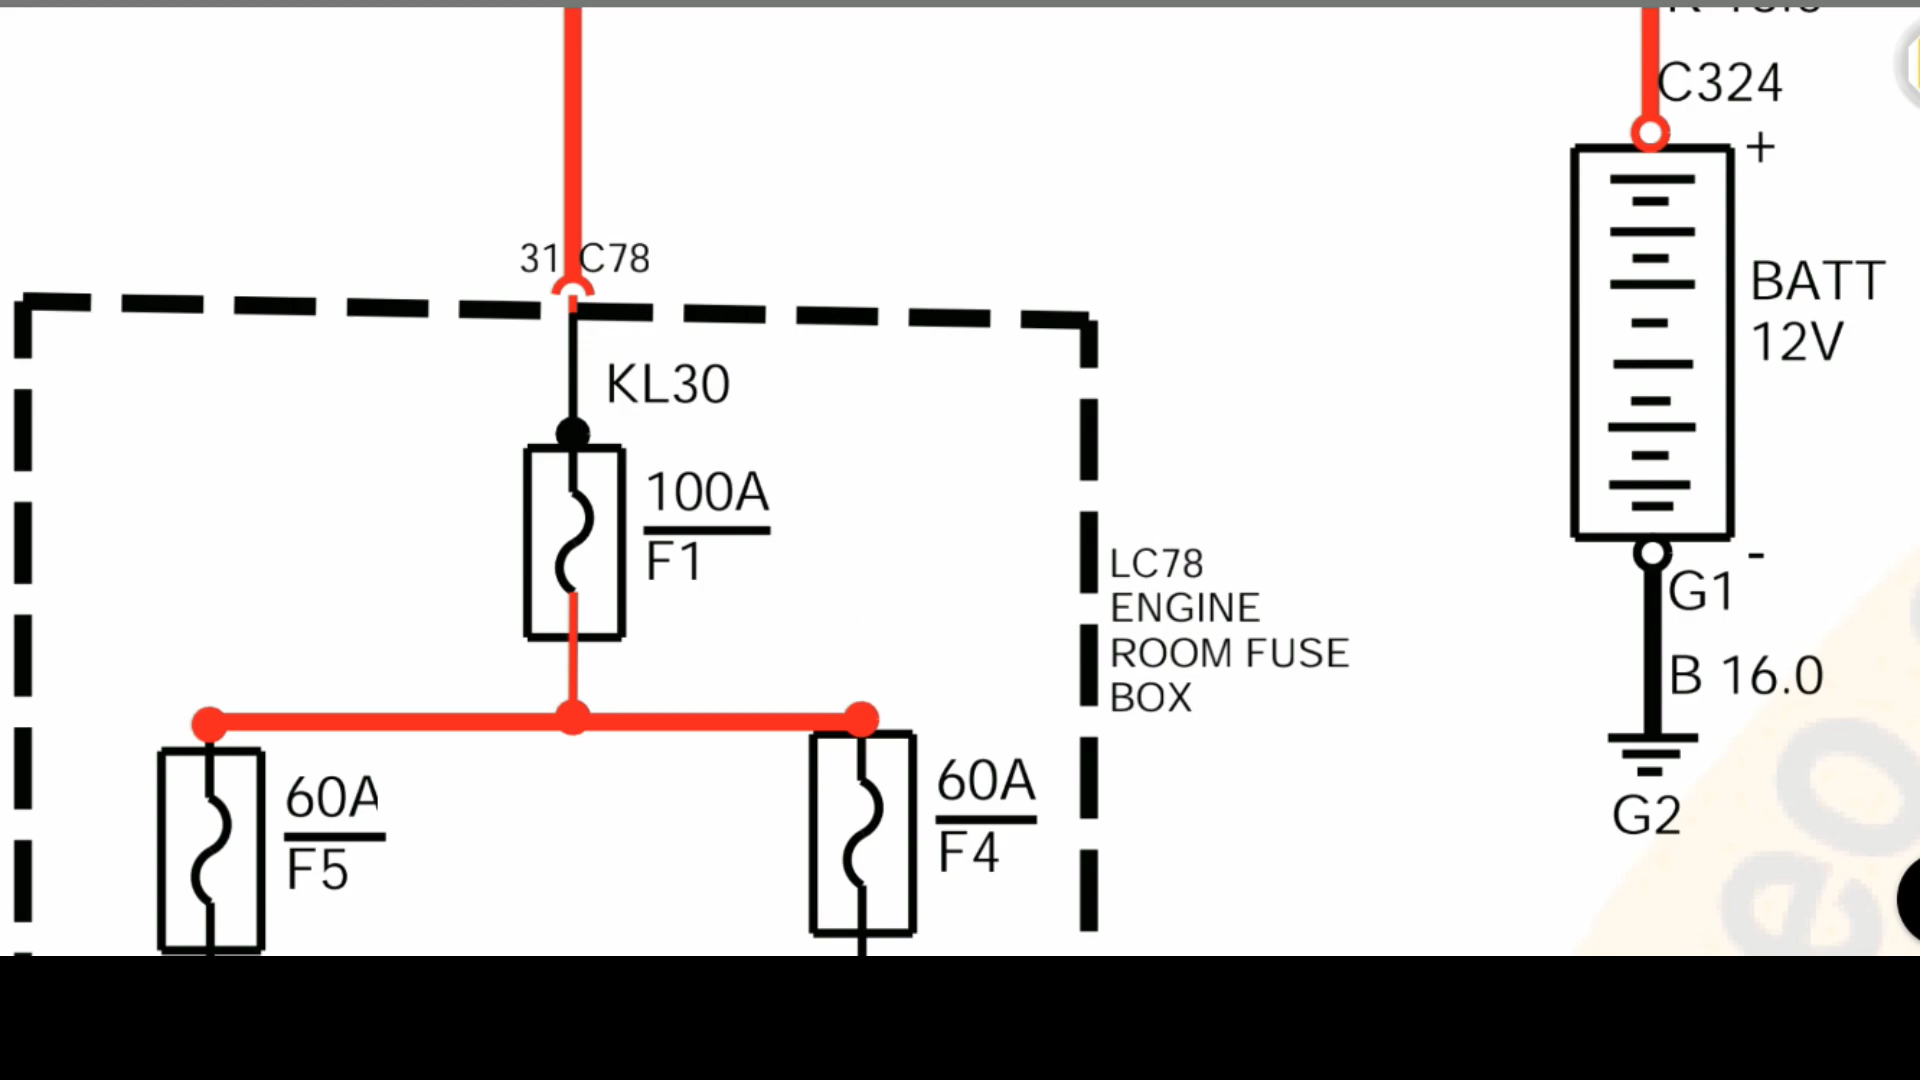 C324
+
31 C78
BATT
12V
KL30
100A
F1
LC78
ENGINE
ROOM FUSE
BOX
-
G1
B 16.0
60A
F5
60A
F4
G2
eo